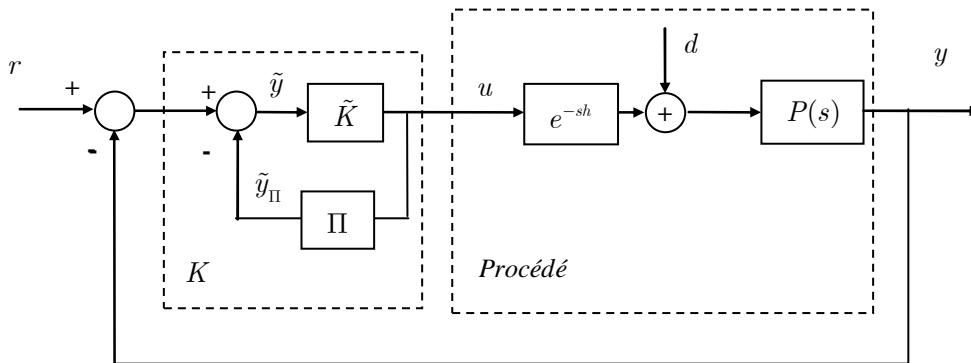 r
+
-
+
-
ỹ
K̃
ỹ_Π
Π
K
u
e^{-sh}
d
+
P(s)
y
Procédé